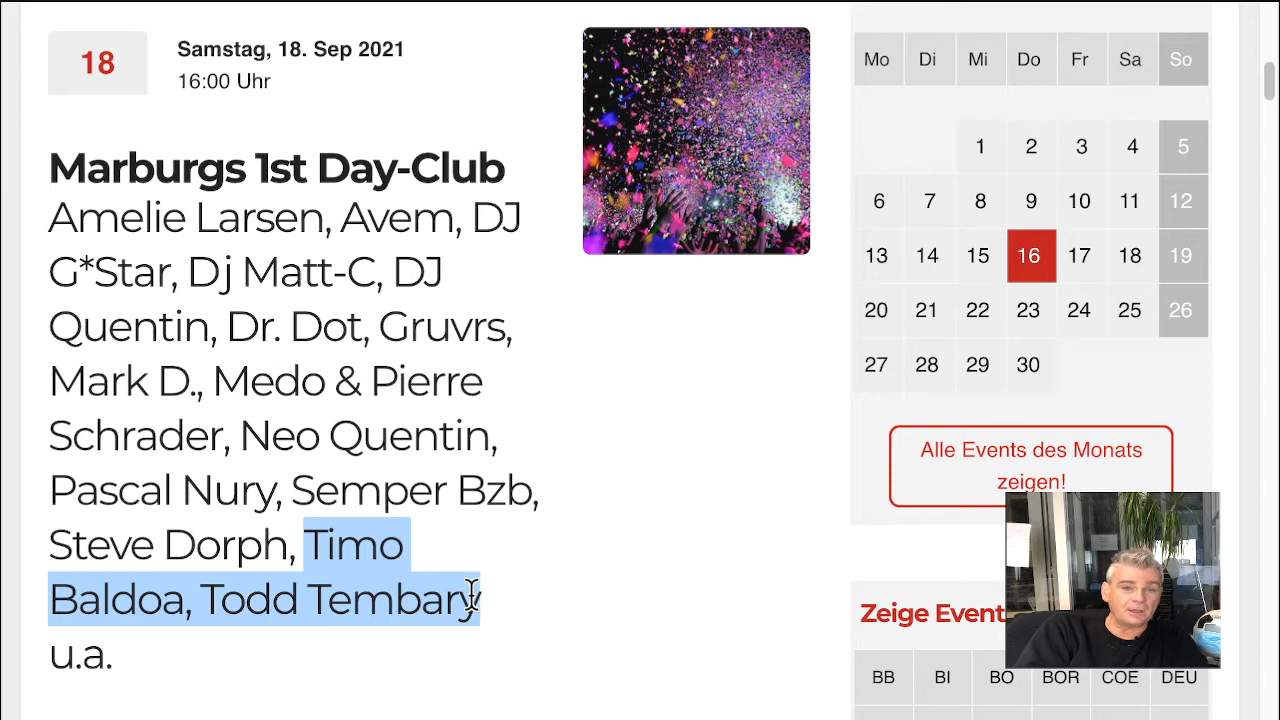 18
Samstag, 18. Sep 2021
16:00 Uhr
Marburgs 1st Day-Club
Amelie Larsen, Avem, DJ
G*Star, Dj Matt-C, DJ
Quentin, Dr. Dot, Gruvrs,
Mark D., Medo & Pierre
Schrader, Neo Quentin,
Pascal Nury, Semper Bzb,
Steve Dorph, Timo
Baldoa, Todd Tembary
u.a.
Mo Di Mi Do Fr Sa So
1 2 3 4 5
6 7 8 9 10 11 12
13 14 15 16 17 18 19
20 21 22 23 24 25 26
27 28 29 30
Alle Events des Monats
zeigen!
Zeige Event
BB BI BO BOR COE DEU